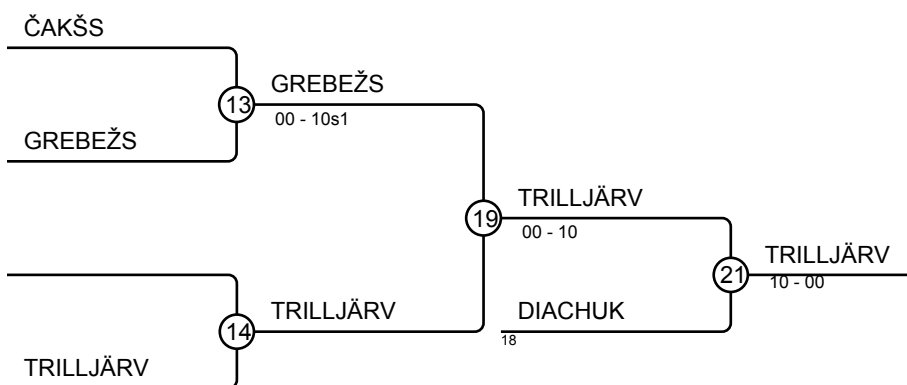 ČAKŠS
GREBEŽS
13
00 - 10s1
GREBEŽS
TRILLJÄRV
19
00 - 10
TRILLJÄRV
21
10 - 00
TRILLJÄRV
14
DIACHUK
18
TRILLJÄRV